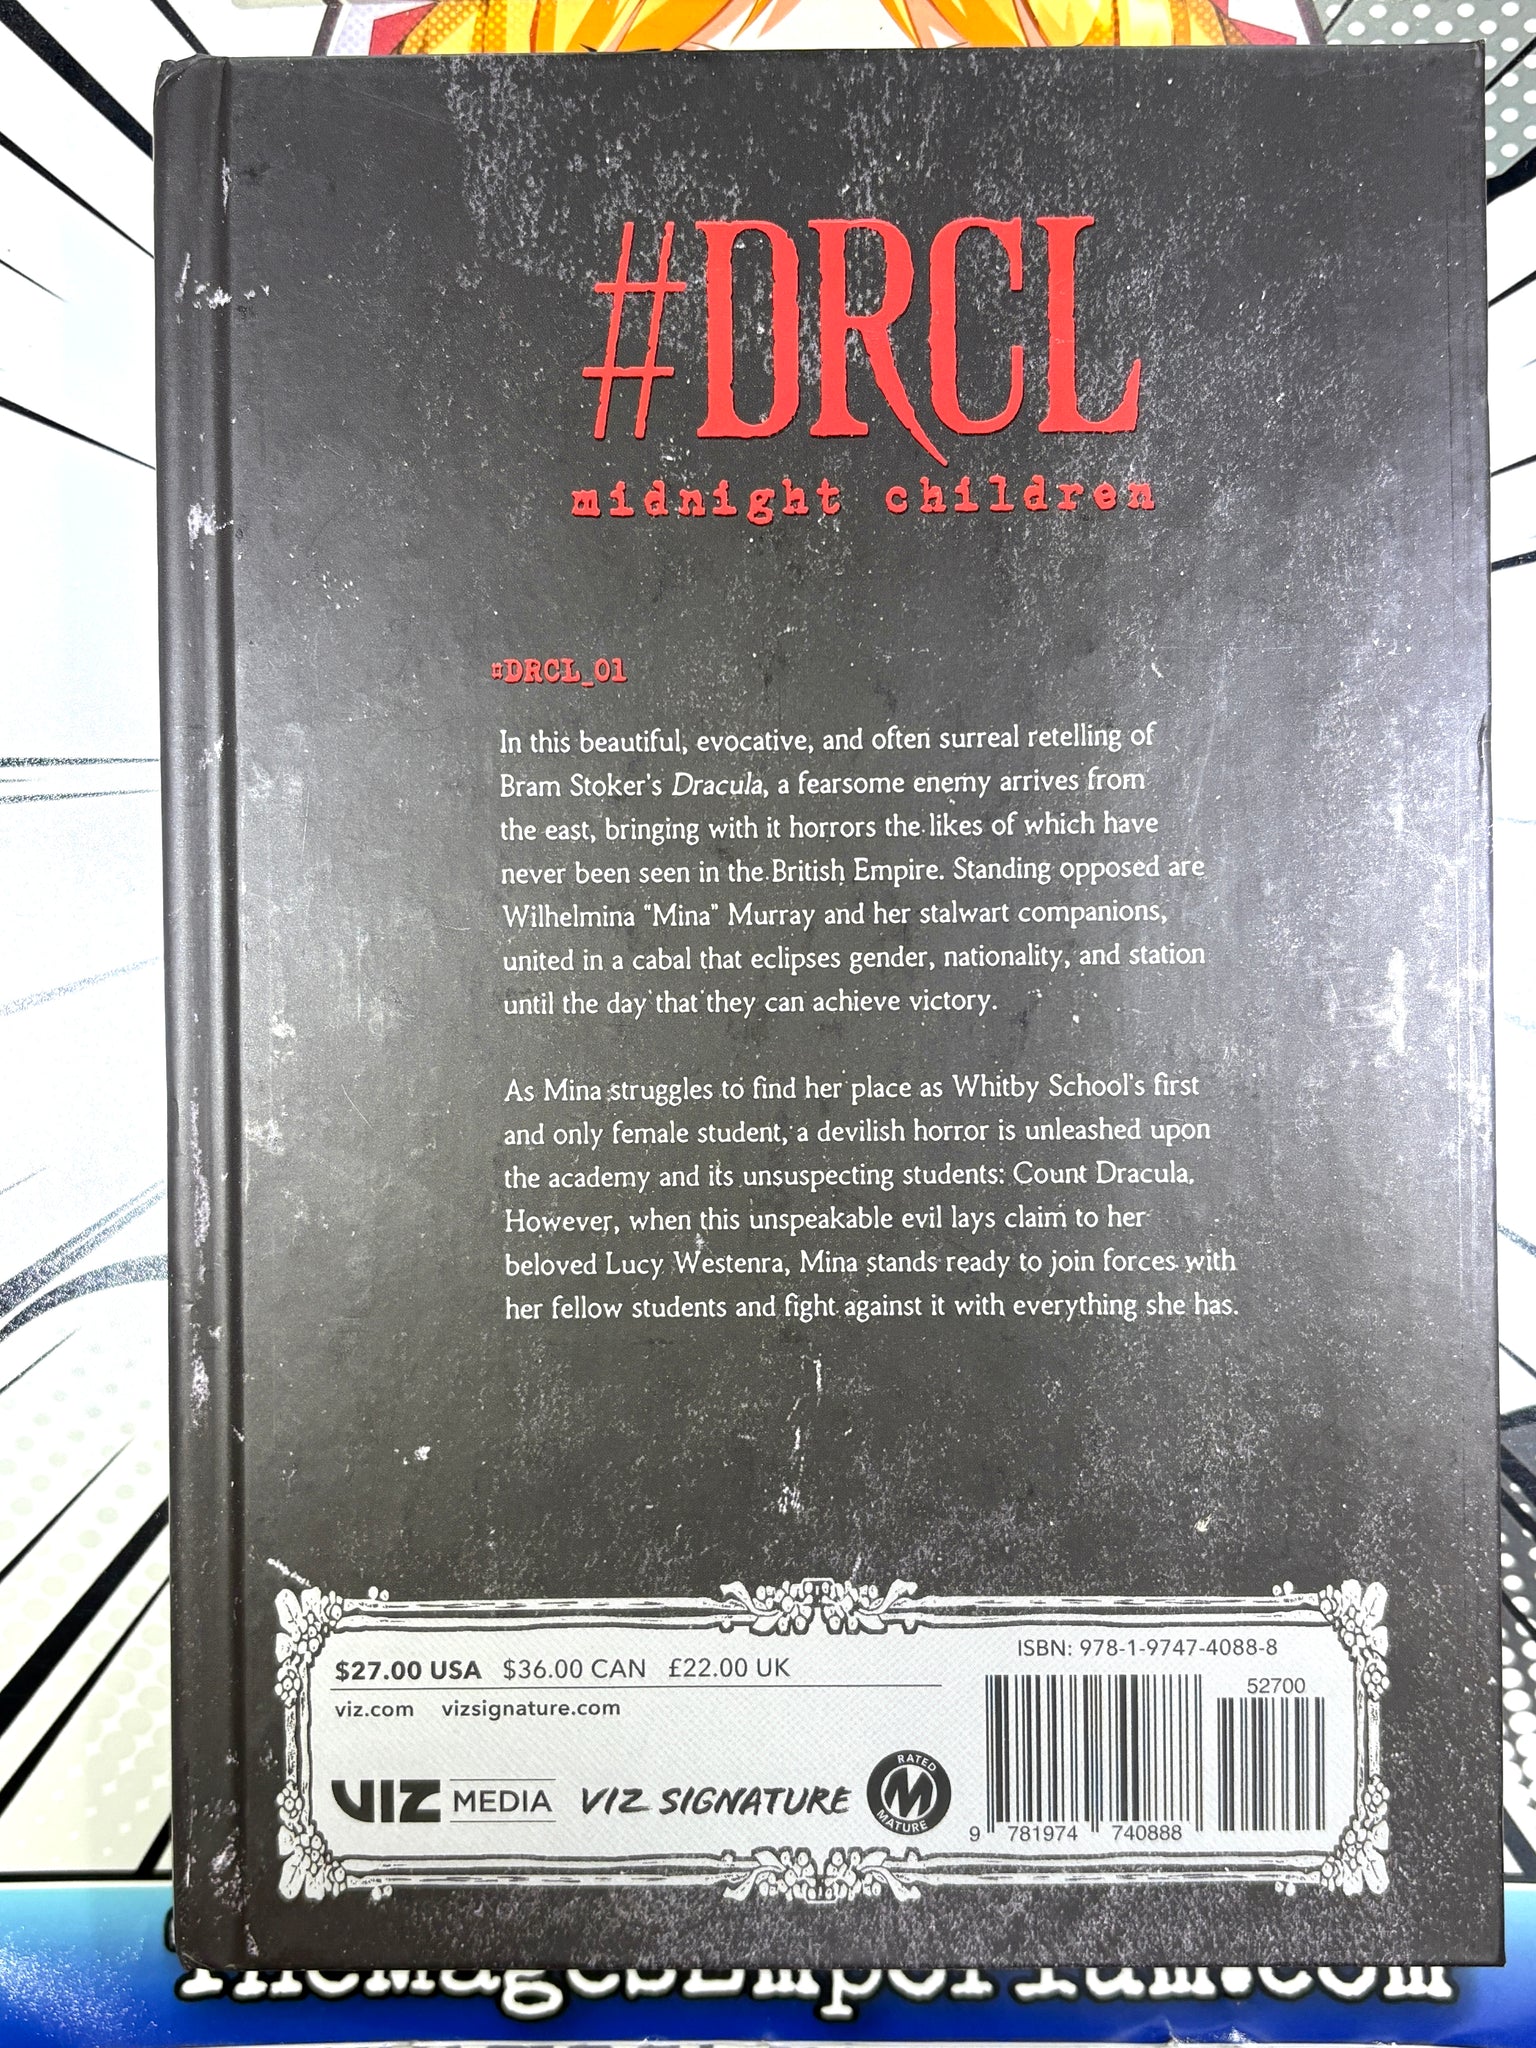 #DRCL
midnight children
#DRCL_01
In this beautiful, evocative, and often surreal retelling of
Bram Stoker's Dracula, a fearsome enemy arrives from
the east, bringing with it horrors the likes of which have
never been seen in the British Empire. Standing opposed are
Wilhelmina "Mina" Murray and her stalwart companions,
united in a cabal that eclipses gender, nationality, and station
until the day that they can achieve victory.
As Mina struggles to find her place as Whitby School's first
and only female student, a devilish horror is unleashed upon
the academy and its unsuspecting students: Count Dracula.
However, when this unspeakable evil lays claim to her
beloved Lucy Westenra, Mina stands ready to join forces with
her fellow students and fight against it with everything she has.
$27.00 USA $36.00 CAN £22.00 UK
viz.com vizsignature.com
VIZ MEDIA VIZ SIGNATURE
RATED
M
MATURE
ISBN: 978-1-9747-4088-8
52700
9 781974 740888
TheMagesEmporium.com